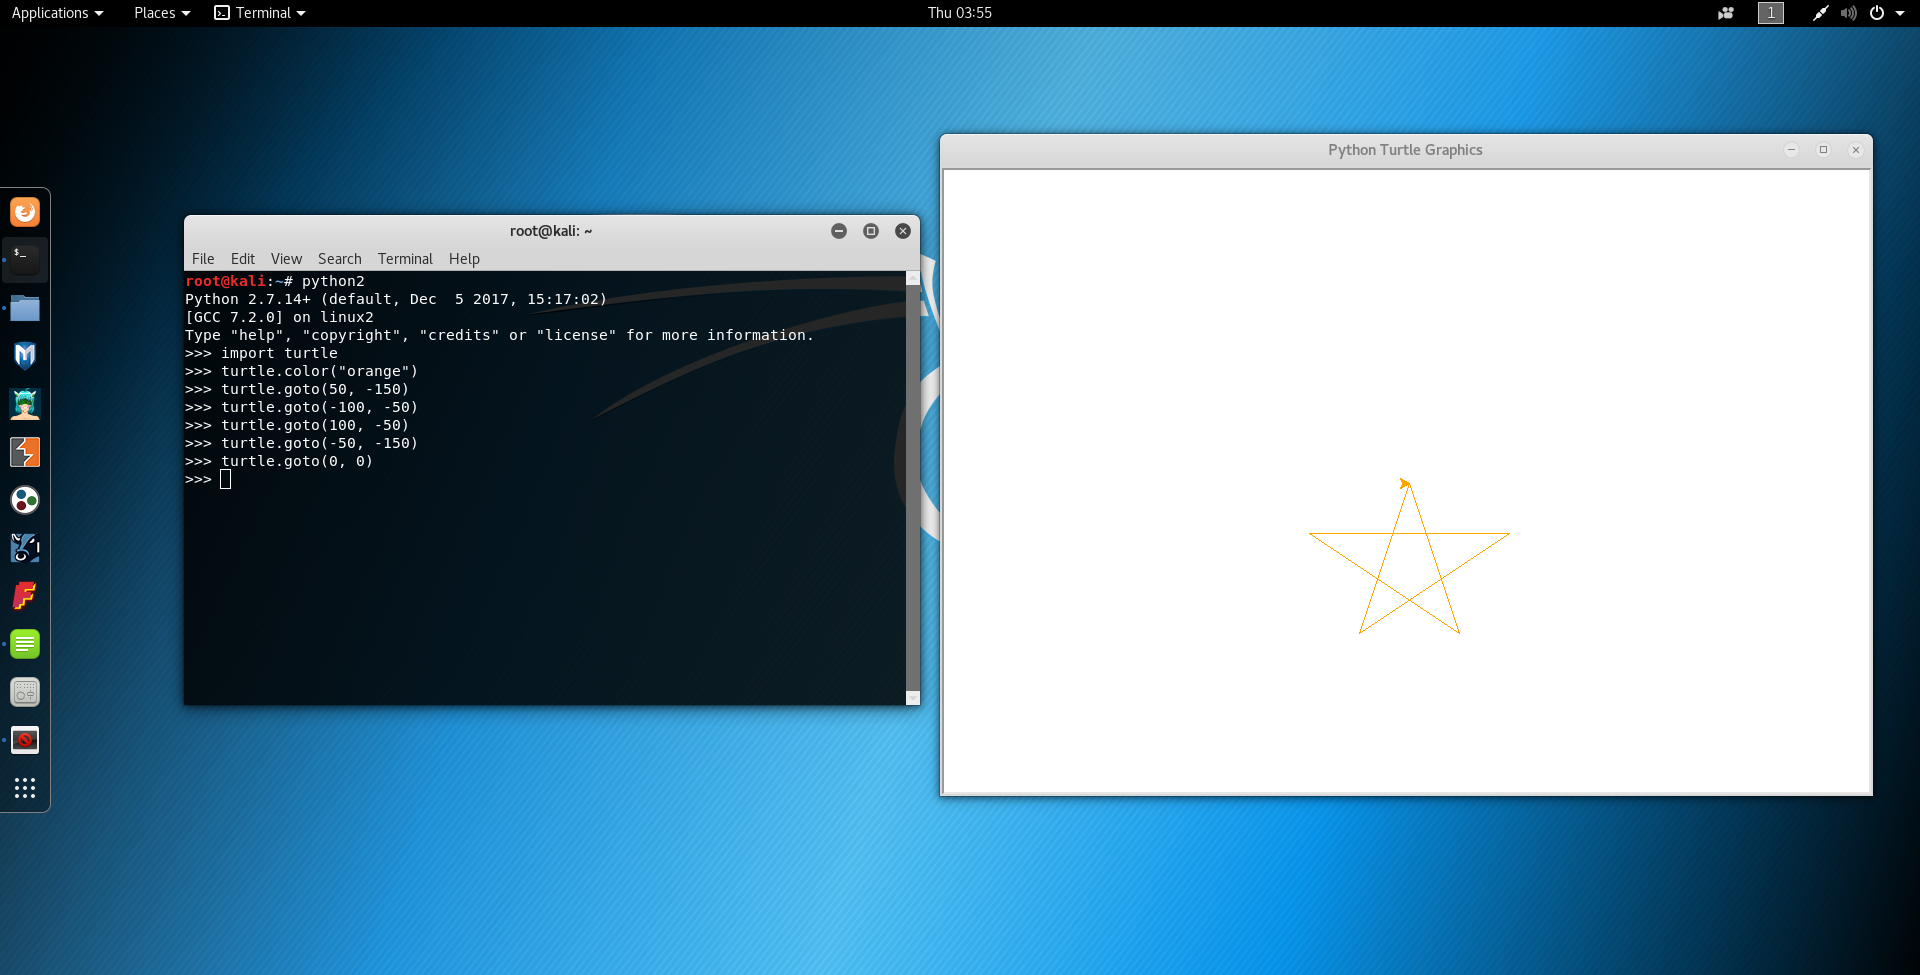 Applications Places Terminal Thu 03:55 1
Python Turtle Graphics
root@kali: ~
File Edit View Search Terminal Help
root@kali:~# python2
Python 2.7.14+ (default, Dec  5 2017, 15:17:02)
[GCC 7.2.0] on linux2
Type "help", "copyright", "credits" or "license" for more information.
>>> import turtle
>>> turtle.color("orange")
>>> turtle.goto(50, -150)
>>> turtle.goto(-100, -50)
>>> turtle.goto(100, -50)
>>> turtle.goto(-50, -150)
>>> turtle.goto(0, 0)
>>>